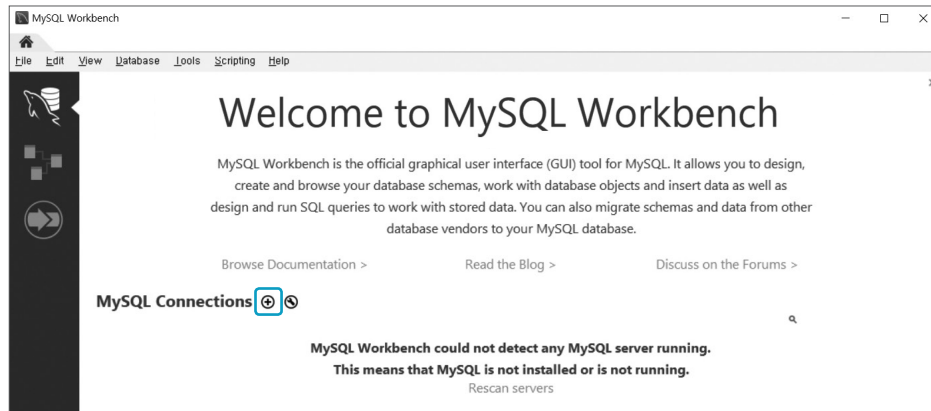 MySQL Workbench
File Edit View Database Tools Scripting Help
Welcome to MySQL Workbench
MySQL Workbench is the official graphical user interface (GUI) tool for MySQL. It allows you to design,
create and browse your database schemas, work with database objects and insert data as well as
design and run SQL queries to work with stored data. You can also migrate schemas and data from other
database vendors to your MySQL database.
Browse Documentation > Read the Blog > Discuss on the Forums >
MySQL Connections
MySQL Workbench could not detect any MySQL server running.
This means that MySQL is not installed or is not running.
Rescan servers